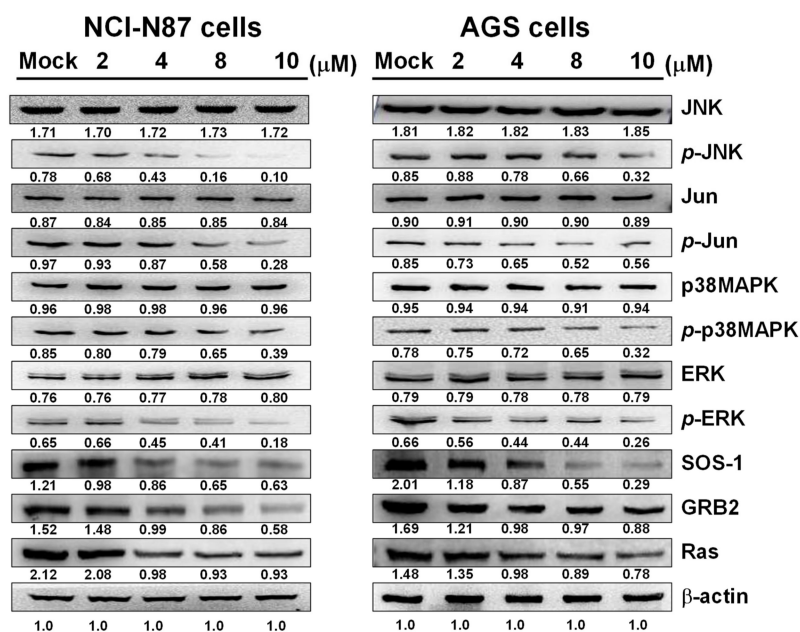 NCI-N87 cells AGS cells
Mock 2 4 8 10 (μM) Mock 2 4 8 10 (μM)
JNK
1.71 1.70 1.72 1.73 1.72 1.81 1.82 1.82 1.83 1.85
p-JNK
0.78 0.68 0.43 0.16 0.10 0.85 0.88 0.78 0.66 0.32
Jun
0.87 0.84 0.85 0.85 0.84 0.90 0.91 0.90 0.90 0.89
p-Jun
0.97 0.93 0.87 0.58 0.28 0.85 0.73 0.65 0.52 0.56
p38MAPK
0.96 0.98 0.98 0.96 0.96 0.95 0.94 0.94 0.91 0.94
p-p38MAPK
0.85 0.80 0.79 0.65 0.39 0.78 0.75 0.72 0.65 0.32
ERK
0.76 0.76 0.77 0.78 0.80 0.79 0.79 0.78 0.78 0.79
p-ERK
0.65 0.66 0.45 0.41 0.18 0.66 0.56 0.44 0.44 0.26
SOS-1
1.21 0.98 0.86 0.65 0.63 2.01 1.18 0.87 0.55 0.29
GRB2
1.52 1.48 0.99 0.86 0.58 1.69 1.21 0.98 0.97 0.88
Ras
2.12 2.08 0.98 0.93 0.93 1.48 1.35 0.98 0.89 0.78
β-actin
1.0 1.0 1.0 1.0 1.0 1.0 1.0 1.0 1.0 1.0